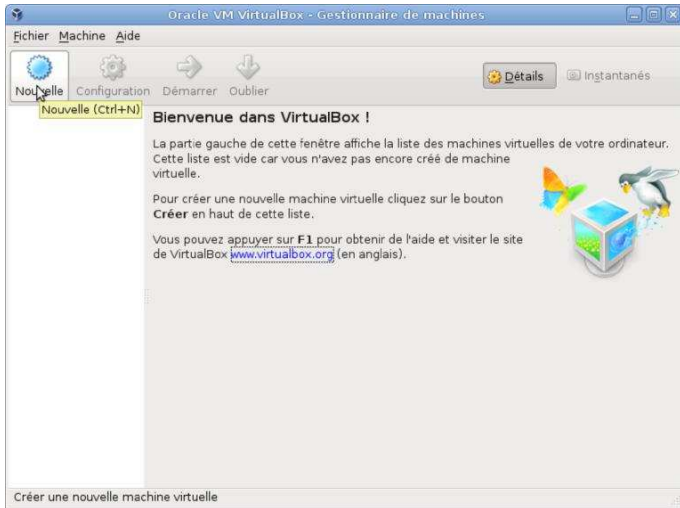 Oracle VM VirtualBox - Gestionnaire de machines
Fichier Machine Aide
Nouvelle Configuration Démarrer Oublier
Détails Instantanés
Nouvelle (Ctrl+N)
Bienvenue dans VirtualBox !
La partie gauche de cette fenêtre affiche la liste des machines virtuelles de votre ordinateur.
Cette liste est vide car vous n'avez pas encore créé de machine
virtuelle.
Pour créer une nouvelle machine virtuelle cliquez sur le bouton
Créer en haut de cette liste.
Vous pouvez appuyer sur F1 pour obtenir de l'aide et visiter le site
de VirtualBox www.virtualbox.org (en anglais).
Créer une nouvelle machine virtuelle